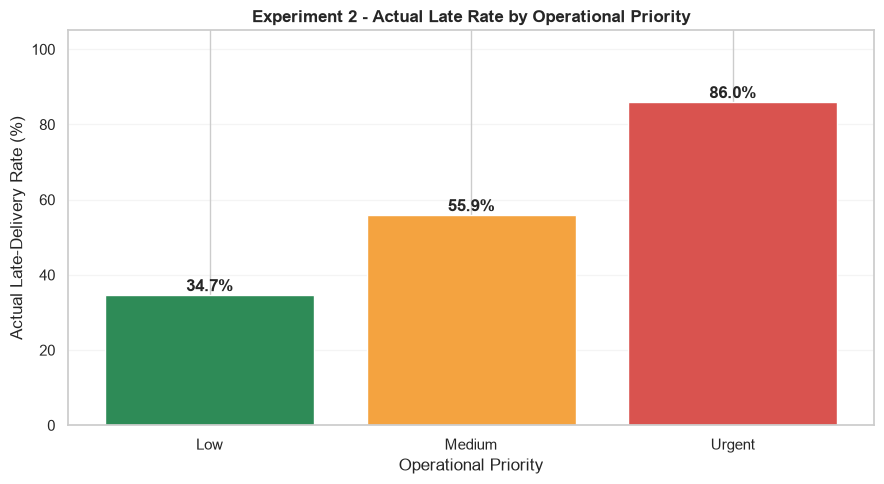 Experiment 2 - Actual Late Rate by Operational Priority
Actual Late-Delivery Rate (%)
100
80
60
40
20
0
34.7%
55.9%
86.0%
Low
Medium
Urgent
Operational Priority